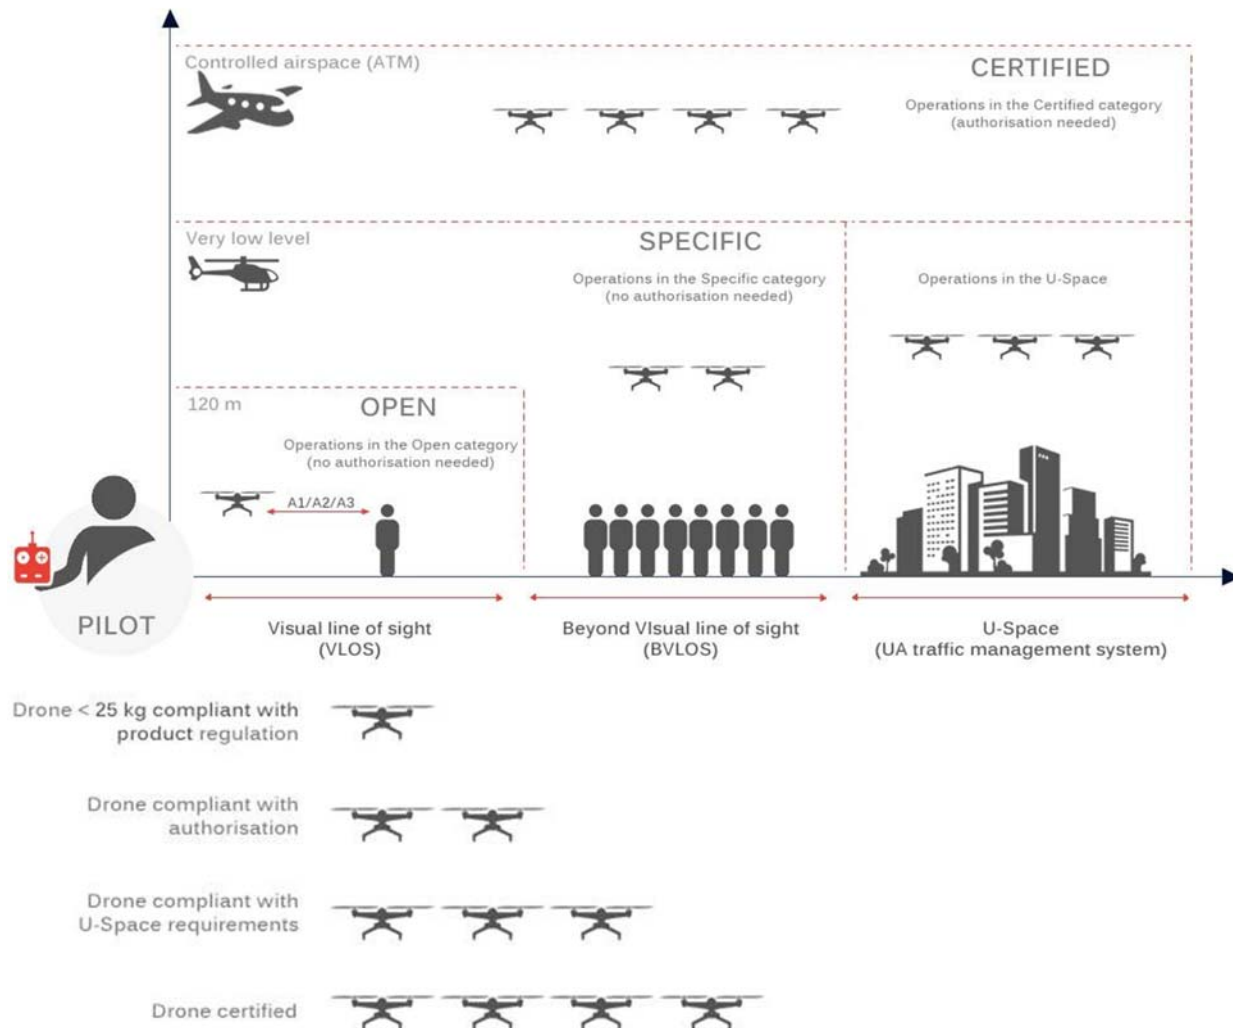 Controlled airspace (ATM)
CERTIFIED
Operations in the Certified category
(authorisation needed)
Very low level
SPECIFIC
Operations in the Specific category
(no authorisation needed)
Operations in the U-Space
120 m
OPEN
Operations in the Open category
(no authorisation needed)
A1/A2/A3
PILOT
Visual line of sight
(VLOS)
Beyond VIsual line of sight
(BVLOS)
U-Space
(UA traffic management system)
Drone < 25 kg compliant with
product regulation
Drone compliant with
authorisation
Drone compliant with
U-Space requirements
Drone certified